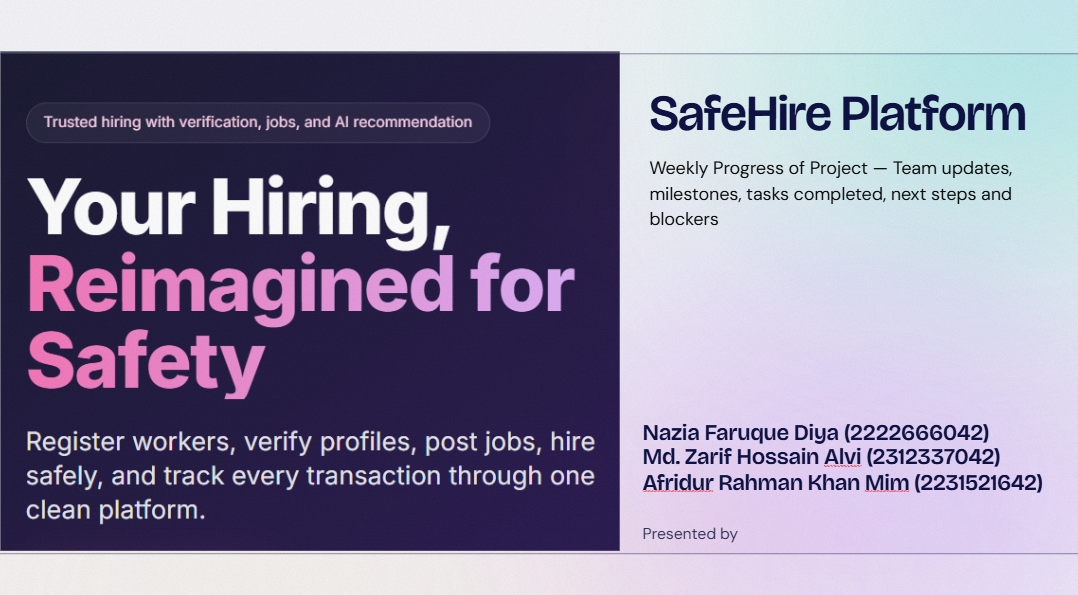 Trusted hiring with verification, jobs, and AI recommendation
Your Hiring,
Reimagined for
Safety
Register workers, verify profiles, post jobs, hire
safely, and track every transaction through one
clean platform.
SafeHire Platform
Weekly Progress of Project — Team updates,
milestones, tasks completed, next steps and
blockers
Nazia Faruque Diya (2222666042)
Md. Zarif Hossain Alvi (2312337042)
Afridur Rahman Khan Mim (2231521642)
Presented by